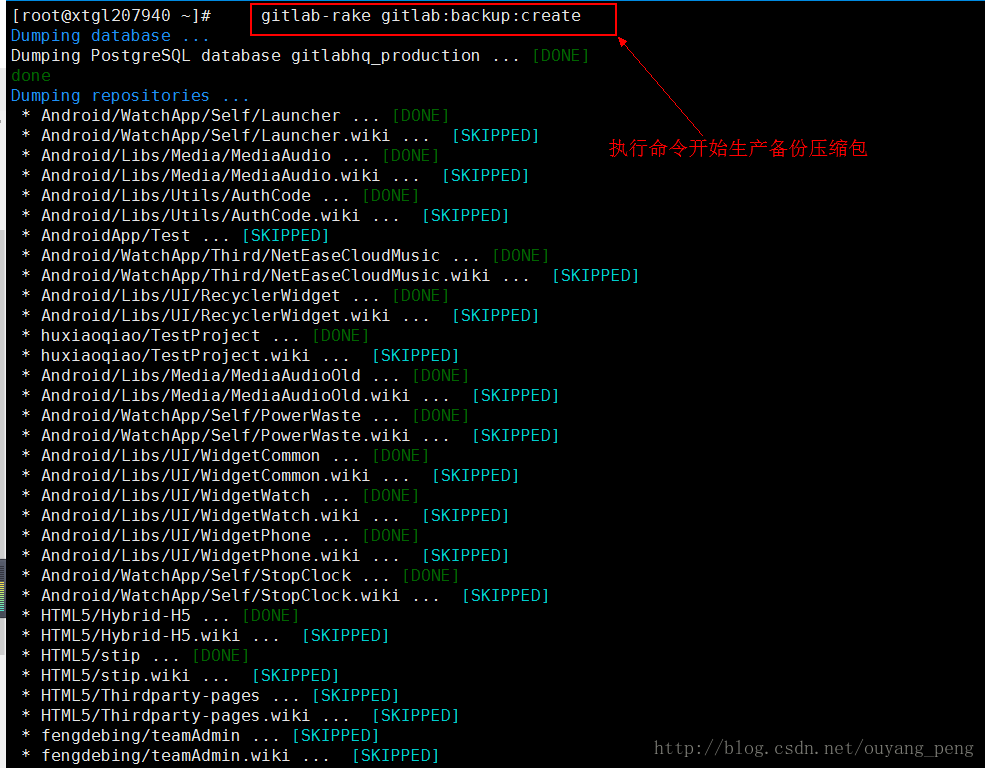 [root@xtgl207940 ~]# gitlab-rake gitlab:backup:create
Dumping database ...
Dumping PostgreSQL database gitlabhq_production ... [DONE]
done
Dumping repositories ...
* Android/WatchApp/Self/Launcher ... [DONE]
* Android/WatchApp/Self/Launcher.wiki ... [SKIPPED]
执行命令开始生产备份压缩包
* Android/Libs/Media/MediaAudio ... [DONE]
* Android/Libs/Media/MediaAudio.wiki ... [SKIPPED]
* Android/Libs/Utils/AuthCode ... [DONE]
* Android/Libs/Utils/AuthCode.wiki ... [SKIPPED]
* AndroidApp/Test ... [SKIPPED]
* Android/WatchApp/Third/NetEaseCloudMusic ... [DONE]
* Android/WatchApp/Third/NetEaseCloudMusic.wiki ... [SKIPPED]
* Android/Libs/UI/RecyclerWidget ... [DONE]
* Android/Libs/UI/RecyclerWidget.wiki ... [SKIPPED]
* huxiaoqiao/TestProject ... [DONE]
* huxiaoqiao/TestProject.wiki ... [SKIPPED]
* Android/Libs/Media/MediaAudioOld ... [DONE]
* Android/Libs/Media/MediaAudioOld.wiki ... [SKIPPED]
* Android/WatchApp/Self/PowerWaste ... [DONE]
* Android/WatchApp/Self/PowerWaste.wiki ... [SKIPPED]
* Android/Libs/UI/WidgetCommon ... [DONE]
* Android/Libs/UI/WidgetCommon.wiki ... [SKIPPED]
* Android/Libs/UI/WidgetWatch ... [DONE]
* Android/Libs/UI/WidgetWatch.wiki ... [SKIPPED]
* Android/Libs/UI/WidgetPhone ... [DONE]
* Android/Libs/UI/WidgetPhone.wiki ... [SKIPPED]
* Android/WatchApp/Self/StopClock ... [DONE]
* Android/WatchApp/Self/StopClock.wiki ... [SKIPPED]
* HTML5/Hybrid-H5 ... [DONE]
* HTML5/Hybrid-H5.wiki ... [SKIPPED]
* HTML5/stip ... [DONE]
* HTML5/stip.wiki ... [SKIPPED]
* HTML5/Thirdparty-pages ... [SKIPPED]
* HTML5/Thirdparty-pages.wiki ... [SKIPPED]
* fengdebing/teamAdmin ... [SKIPPED]
* fengdebing/teamAdmin.wiki ... [SKIPPED]
http://blog.csdn.net/ouyang_peng